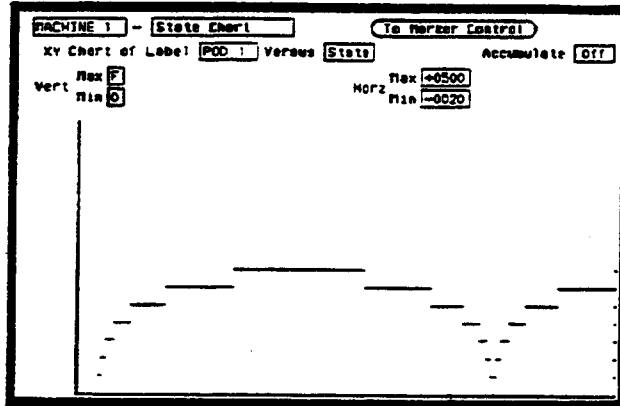 MACHINE 1 - State Chart To Marker Control
XY Chart of Label POD 1 Versus State Accumulate Off
Vert Max F Horz Max +0500
Min 0 Min -0020